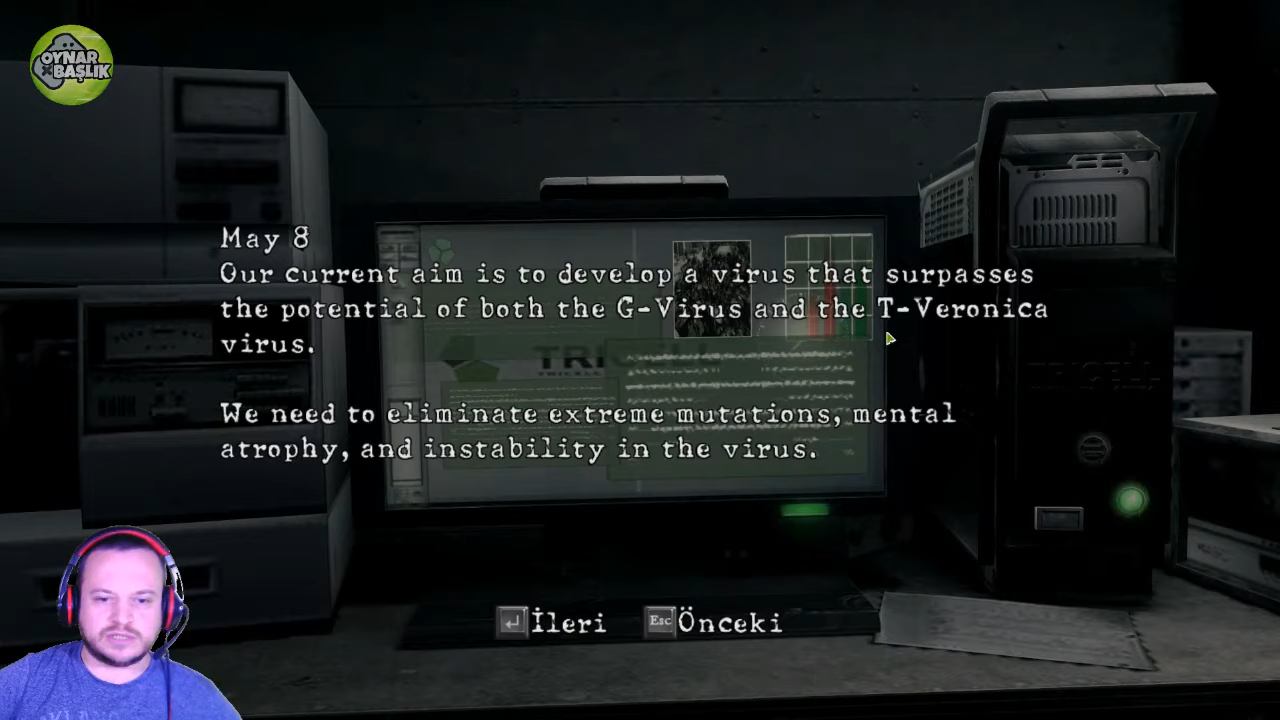 OYNAR
BAŞLIK
May 8
Our current aim is to develop a virus that surpasses
the potential of both the G-Virus and the T-Veronica
virus.
We need to eliminate extreme mutations, mental
atrophy, and instability in the virus.
Esc
İleri Önceki